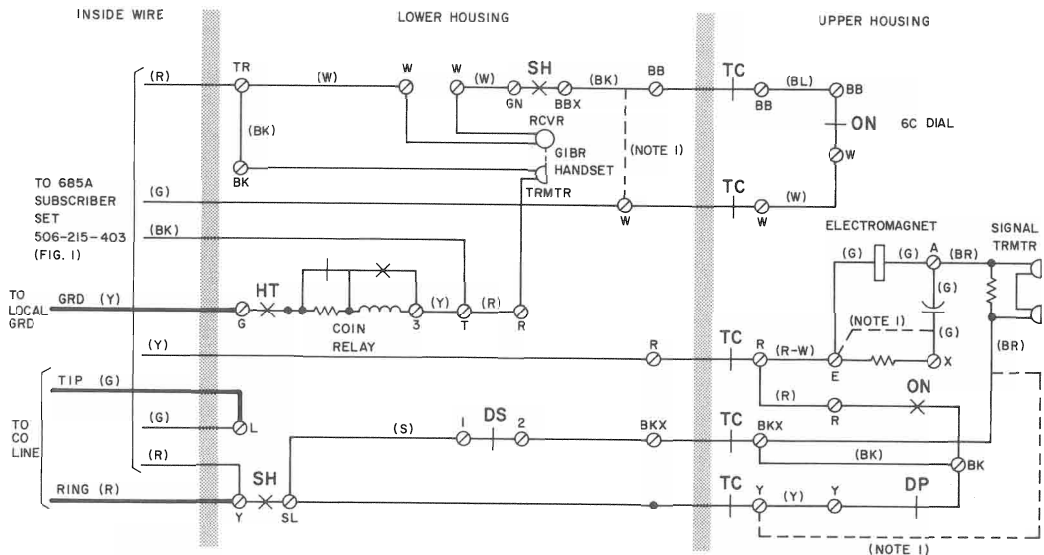 INSIDE WIRE
LOWER HOUSING
UPPER HOUSING
(R)
TR
(W)
W
W
(W)
SH
GN
BBX
(BK)
BB
TC
BB
(BL)
BB
ON
6C DIAL
W
(BK)
RCVR
G1BR
HANDSET
TRMTR
(NOTE 1)
BK
TO 685A
SUBSCRIBER
SET
506-215-403
(FIG. 1)
(G)
W
TC
W
(W)
(BK)
ELECTROMAGNET
SIGNAL
TRMTR
(G)
(G)
A
(BR)
(G)
(NOTE 1)
(G)
(BR)
TO
LOCAL
GRD
GRD (Y)
G
HT
COIN
RELAY
3
(Y)
T
(R)
R
(Y)
R
TC
R
(R-W)
E
X
(R)
R
ON
TO
CO
LINE
TIP (G)
(G)
L
(S)
1
DS
2
BKX
TC
BKX
(BK)
BK
(R)
RING (R)
Y
SH
SL
TC
Y
(Y)
Y
DP
(NOTE 1)